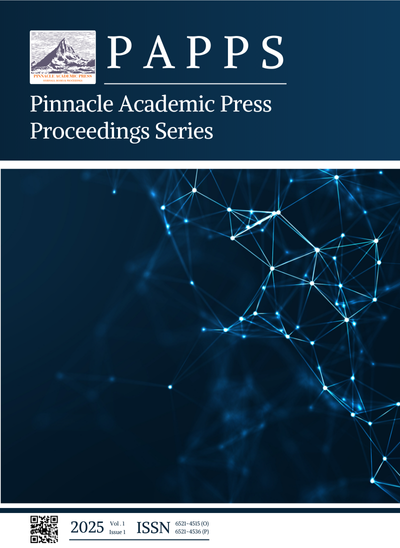 PINNACLE ACADEMIC PRESS
PAPPS
Pinnacle Academic Press
Proceedings Series
2025 Vol. 1 Issue 1 ISSN 6521-4515 (O) 6521-4536 (P)